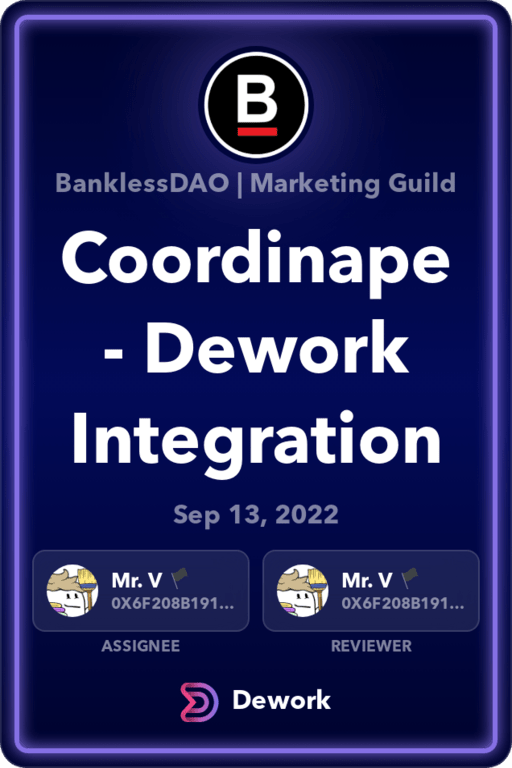 B
BanklessDAO | Marketing Guild
Coordinape
- Dework
Integration
Sep 13, 2022
Mr. V 🏴
0X6F208B191...
ASSIGNEE
Mr. V 🏴
0X6F208B191...
REVIEWER
Dework